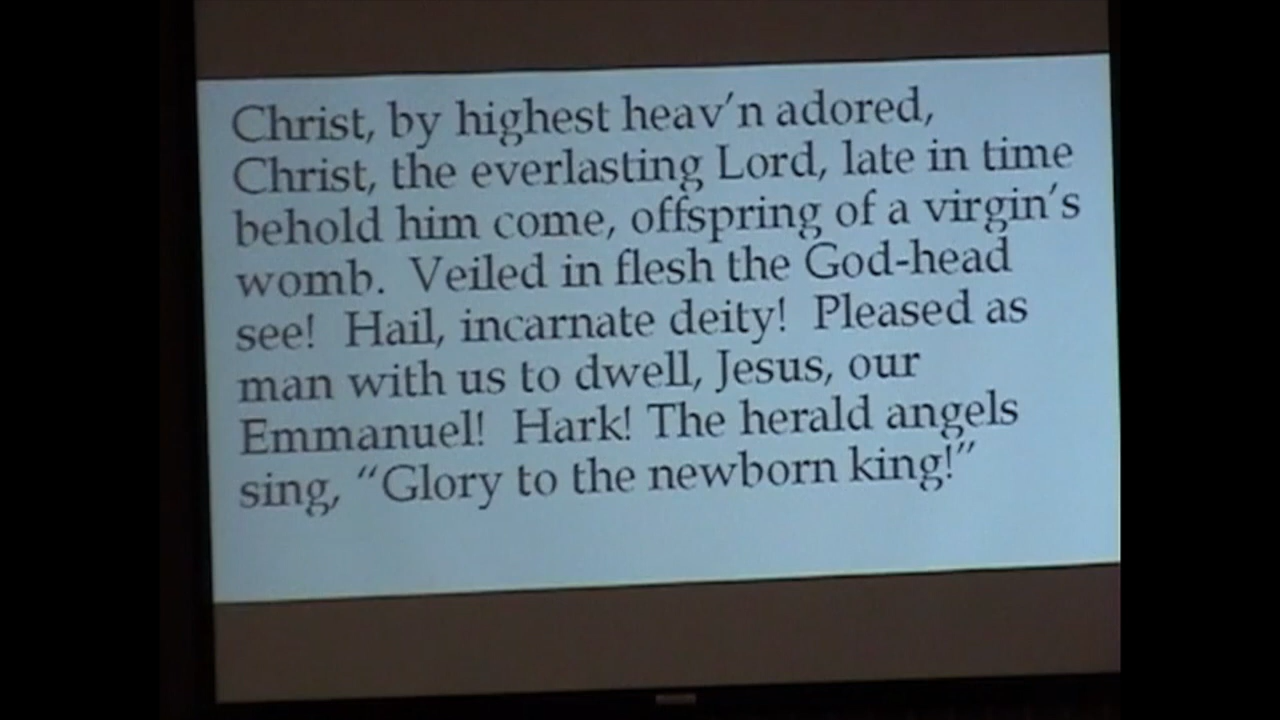 Christ, by highest heav’n adored,
Christ, the everlasting Lord, late in time
behold him come, offspring of a virgin’s
womb.  Veiled in flesh the God-head
see!  Hail, incarnate deity!  Pleased as
man with us to dwell, Jesus, our
Emmanuel!  Hark! The herald angels
sing, “Glory to the newborn king!”